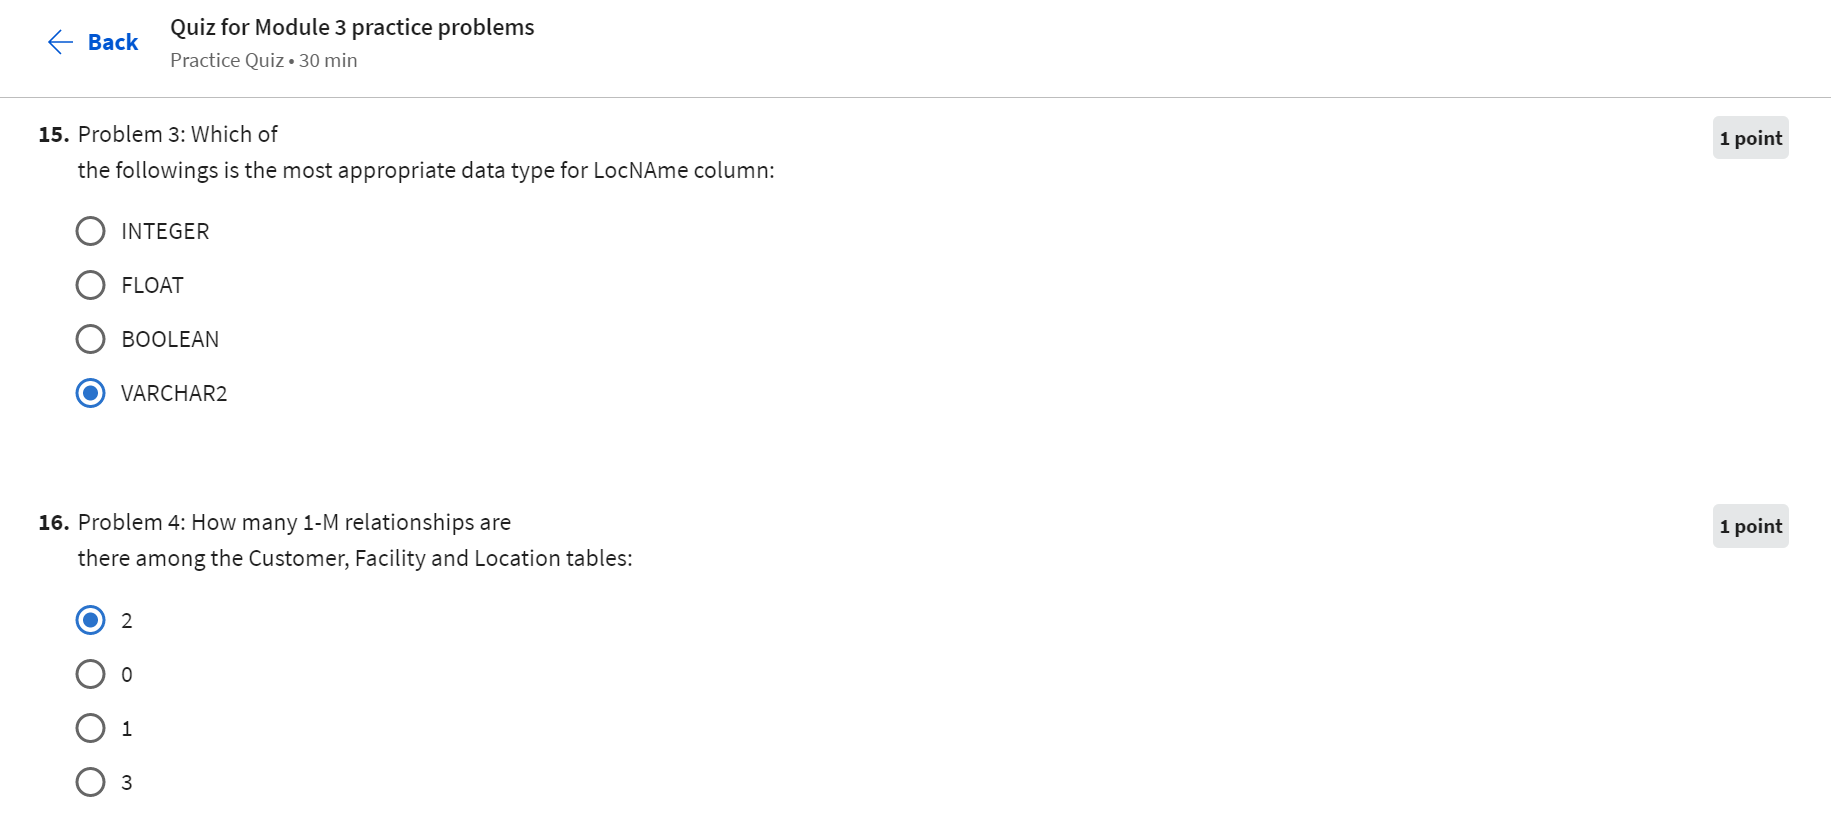 Back
Quiz for Module 3 practice problems
Practice Quiz • 30 min
15. Problem 3: Which of
the followings is the most appropriate data type for LocNAme column:
1 point
INTEGER
FLOAT
BOOLEAN
VARCHAR2
16. Problem 4: How many 1-M relationships are
there among the Customer, Facility and Location tables:
1 point
2
0
1
3